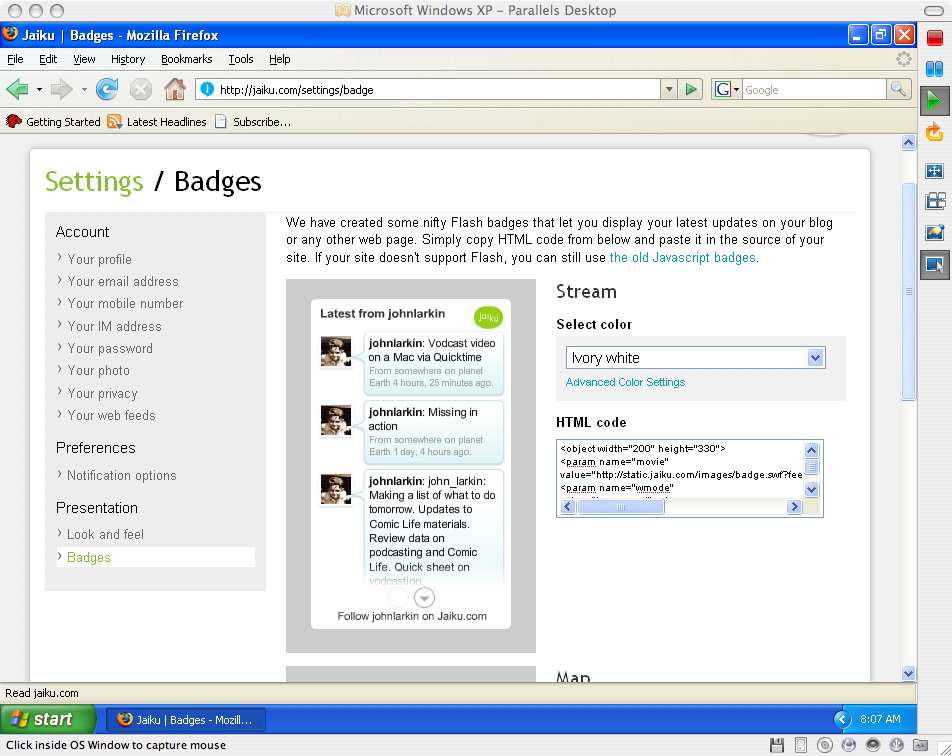 Microsoft Windows XP - Parallels Desktop
Jaiku | Badges - Mozilla Firefox
File Edit View History Bookmarks Tools Help
http://jaiku.com/settings/badge
G Google
Getting Started Latest Headlines Subscribe...
Settings / Badges
Account
Your profile
Your email address
Your mobile number
Your IM address
Your password
Your photo
Your privacy
Your web feeds
Preferences
Notification options
Presentation
Look and feel
Badges
We have created some nifty Flash badges that let you display your latest updates on your blog
or any other web page. Simply copy HTML code from below and paste it in the source of your
site. If your site doesn't support Flash, you can still use the old Javascript badges.
Latest from johnlarkin
jaiku
johnlarkin: Vodcast video
on a Mac via Quicktime
From somewhere on planet
Earth 4 hours, 25 minutes ago.
johnlarkin: Missing in
action
From somewhere on planet
Earth 1 day, 4 hours ago.
johnlarkin: john_larkin:
Making a list of what to do
tomorrow. Updates to
Comic Life materials.
Review data on
podcasting and Comic
Life. Quick sheet on
vodcasting
Follow johnlarkin on Jaiku.com
Stream
Select color
Ivory white
Advanced Color Settings
HTML code
<object width="200" height="330">
<param name="movie"
value="http://static.jaiku.com/images/badge.swf?fee
<param name="wmode"
Map
Read jaiku.com
start Jaiku | Badges - Mozill... 8:07 AM
Click inside OS Window to capture mouse